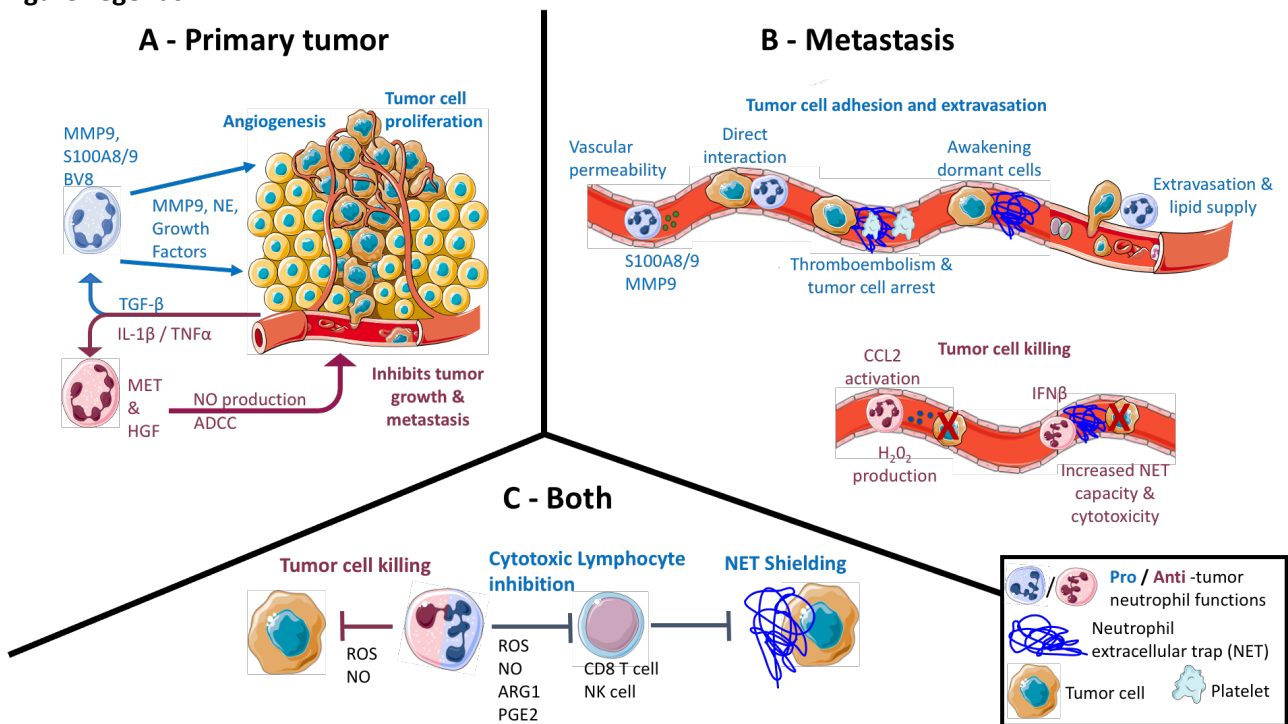 A - Primary tumor
MMP9,
S100A8/9
BV8
Angiogenesis
Tumor cell
proliferation
MMP9, NE,
Growth
Factors
TGF-β
IL-1β / TNFα
MET
&
HGF
NO production
ADCC
Inhibits tumor
growth &
metastasis
B - Metastasis
Tumor cell adhesion and extravasation
Vascular
permeability
Direct
interaction
Awakening
dormant cells
Extravasation &
lipid supply
S100A8/9
MMP9
Thromboembolism &
tumor cell arrest
Tumor cell killing
CCL2
activation
IFNβ
H₂0₂
production
Increased NET
capacity &
cytotoxicity
C - Both
Tumor cell killing
Cytotoxic Lymphocyte
inhibition
NET Shielding
ROS
NO
ROS
NO
ARG1
PGE2
CD8 T cell
NK cell
Pro / Anti -tumor
neutrophil functions
Neutrophil
extracellular trap (NET)
Tumor cell
Platelet